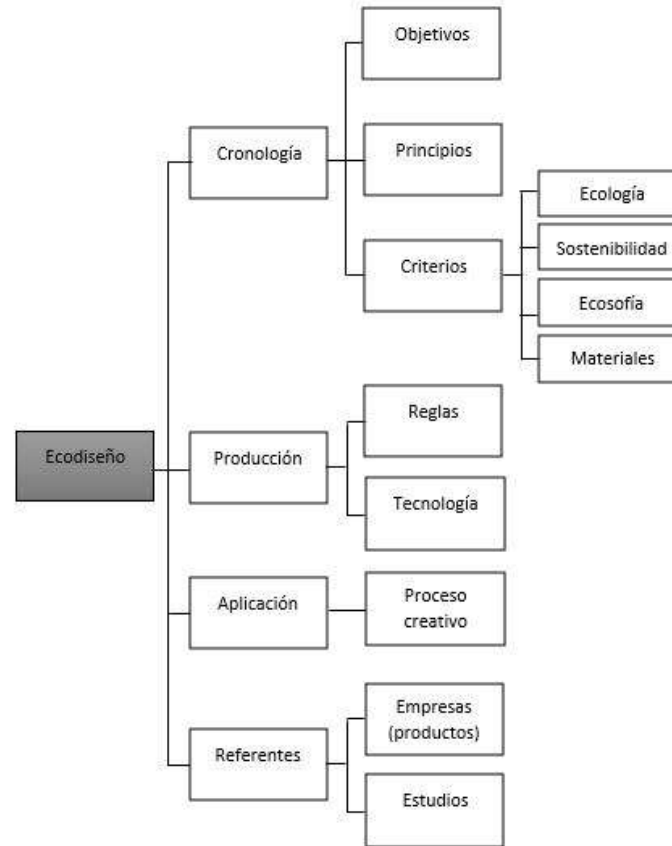 Objetivos
Cronología
Principios
Ecología
Sostenibilidad
Criterios
Ecosofía
Materiales
Reglas
Ecodiseño
Producción
Tecnología
Aplicación
Proceso
creativo
Empresas
(productos)
Referentes
Estudios